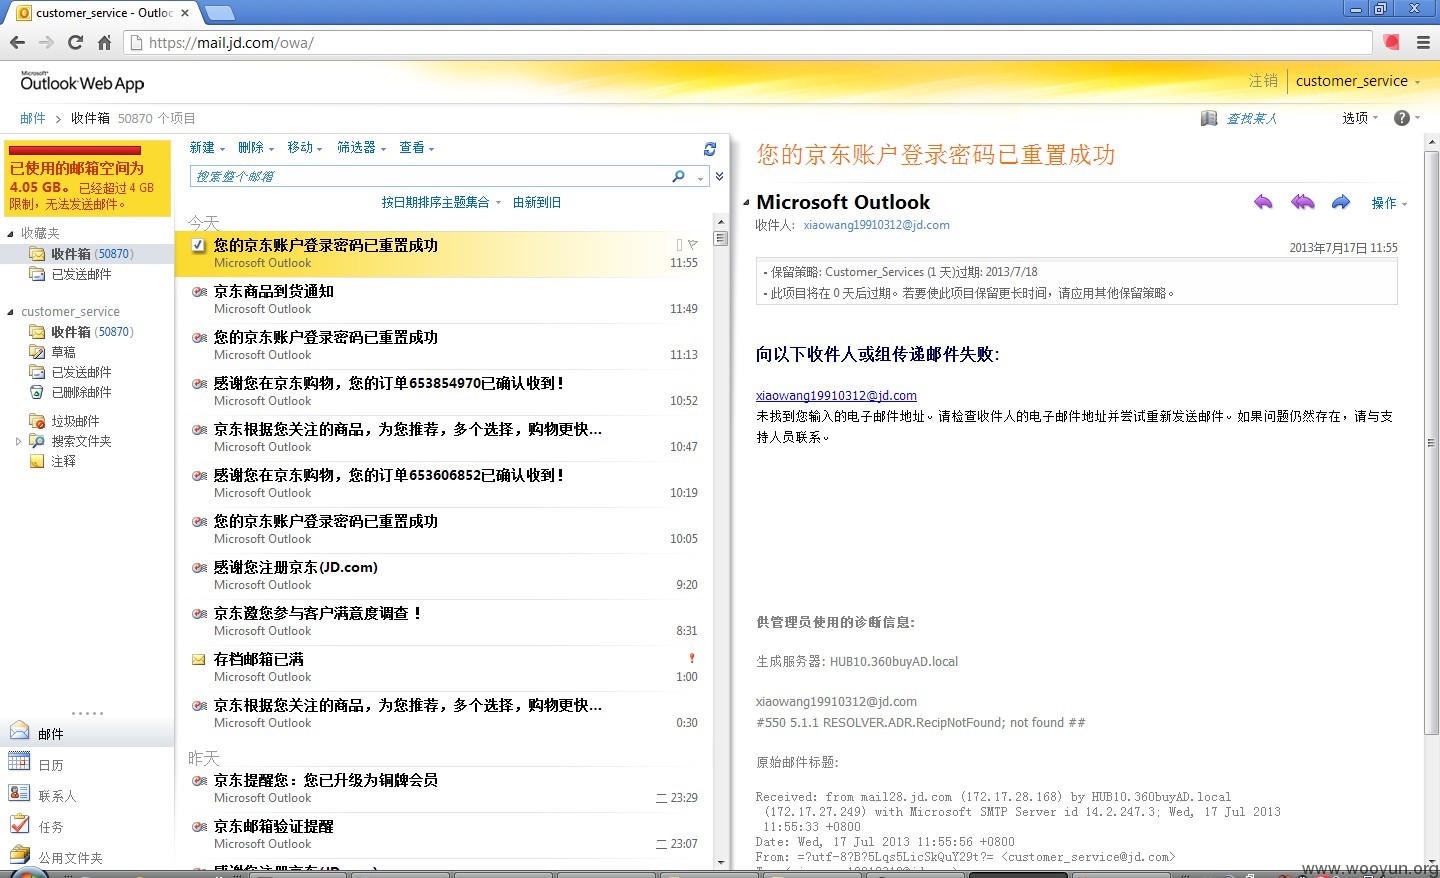 customer_service - Outloo
https://mail.jd.com/owa/
Microsoft®
Outlook Web App
注销
customer_service
邮件 > 收件箱 50870 个项目
查找某人
选项
已使用的邮箱空间为
4.05 GB。 已经超过 4 GB
限制，无法发送邮件。
收藏夹
收件箱 (50870)
已发送邮件
customer_service
收件箱 (50870)
草稿
已发送邮件
已删除邮件
垃圾邮件
搜索文件夹
注释
邮件
日历
联系人
任务
公用文件夹
新建 删除 移动 筛选器 查看
搜索整个邮箱
按日期排序主题集合 由新到旧
今天
您的京东账户登录密码已重置成功
Microsoft Outlook 11:55
京东商品到货通知
Microsoft Outlook 11:49
您的京东账户登录密码已重置成功
Microsoft Outlook 11:13
感谢您在京东购物，您的订单653854970已确认收到！
Microsoft Outlook 10:52
京东根据您关注的商品，为您推荐，多个选择，购物更快...
Microsoft Outlook 10:47
感谢您在京东购物，您的订单653606852已确认收到！
Microsoft Outlook 10:19
您的京东账户登录密码已重置成功
Microsoft Outlook 10:05
感谢您注册京东(JD.com)
Microsoft Outlook 9:20
京东邀您参与客户满意度调查！
Microsoft Outlook 8:31
存档邮箱已满
Microsoft Outlook 1:00
京东根据您关注的商品，为您推荐，多个选择，购物更快...
Microsoft Outlook 0:30
昨天
京东提醒您：您已升级为铜牌会员
Microsoft Outlook 二 23:29
京东邮箱验证提醒
Microsoft Outlook 二 23:07
感谢您注册京东(JD.com)
您的京东账户登录密码已重置成功
Microsoft Outlook
操作
收件人: xiaowang19910312@jd.com
2013年7月17日 11:55
- 保留策略: Customer_Services (1 天)过期: 2013/7/18
- 此项目将在 0 天后过期。若要使此项目保留更长时间，请应用其他保留策略。
向以下收件人或组传递邮件失败:
xiaowang19910312@jd.com
未找到您输入的电子邮件地址。请检查收件人的电子邮件地址并尝试重新发送邮件。如果问题仍然存在，请与支
持人员联系。
供管理员使用的诊断信息:
生成服务器: HUB10.360buyAD.local
xiaowang19910312@jd.com
#550 5.1.1 RESOLVER.ADR.RecipNotFound; not found ##
原始邮件标题:
Received: from mail28.jd.com (172.17.28.168) by HUB10.360buyAD.local
(172.17.27.249) with Microsoft SMTP Server id 14.2.247.3; Wed, 17 Jul 2013
11:55:33 +0800
Date: Wed, 17 Jul 2013 11:55:56 +0800
From: =?utf-8?B?5Lqs5LicSkQuY29t?= <customer_service@jd.com>
www.wooyun.org